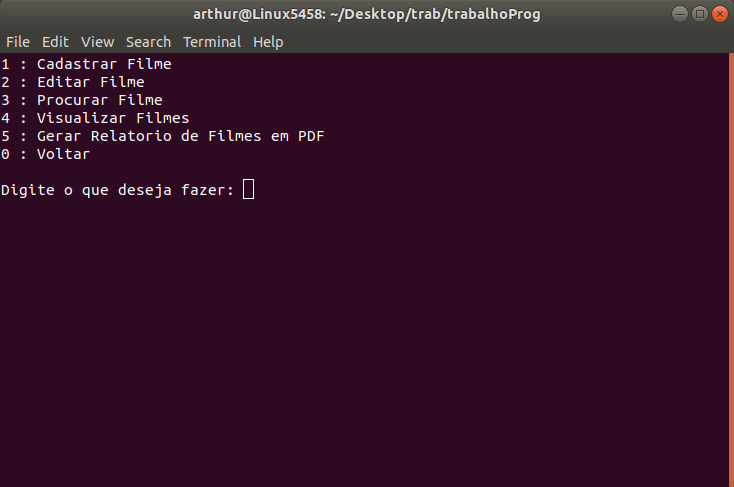 arthur@Linux5458: ~/Desktop/trab/trabalhoProg
File Edit View Search Terminal Help
1 : Cadastrar Filme
2 : Editar Filme
3 : Procurar Filme
4 : Visualizar Filmes
5 : Gerar Relatorio de Filmes em PDF
0 : Voltar
Digite o que deseja fazer: